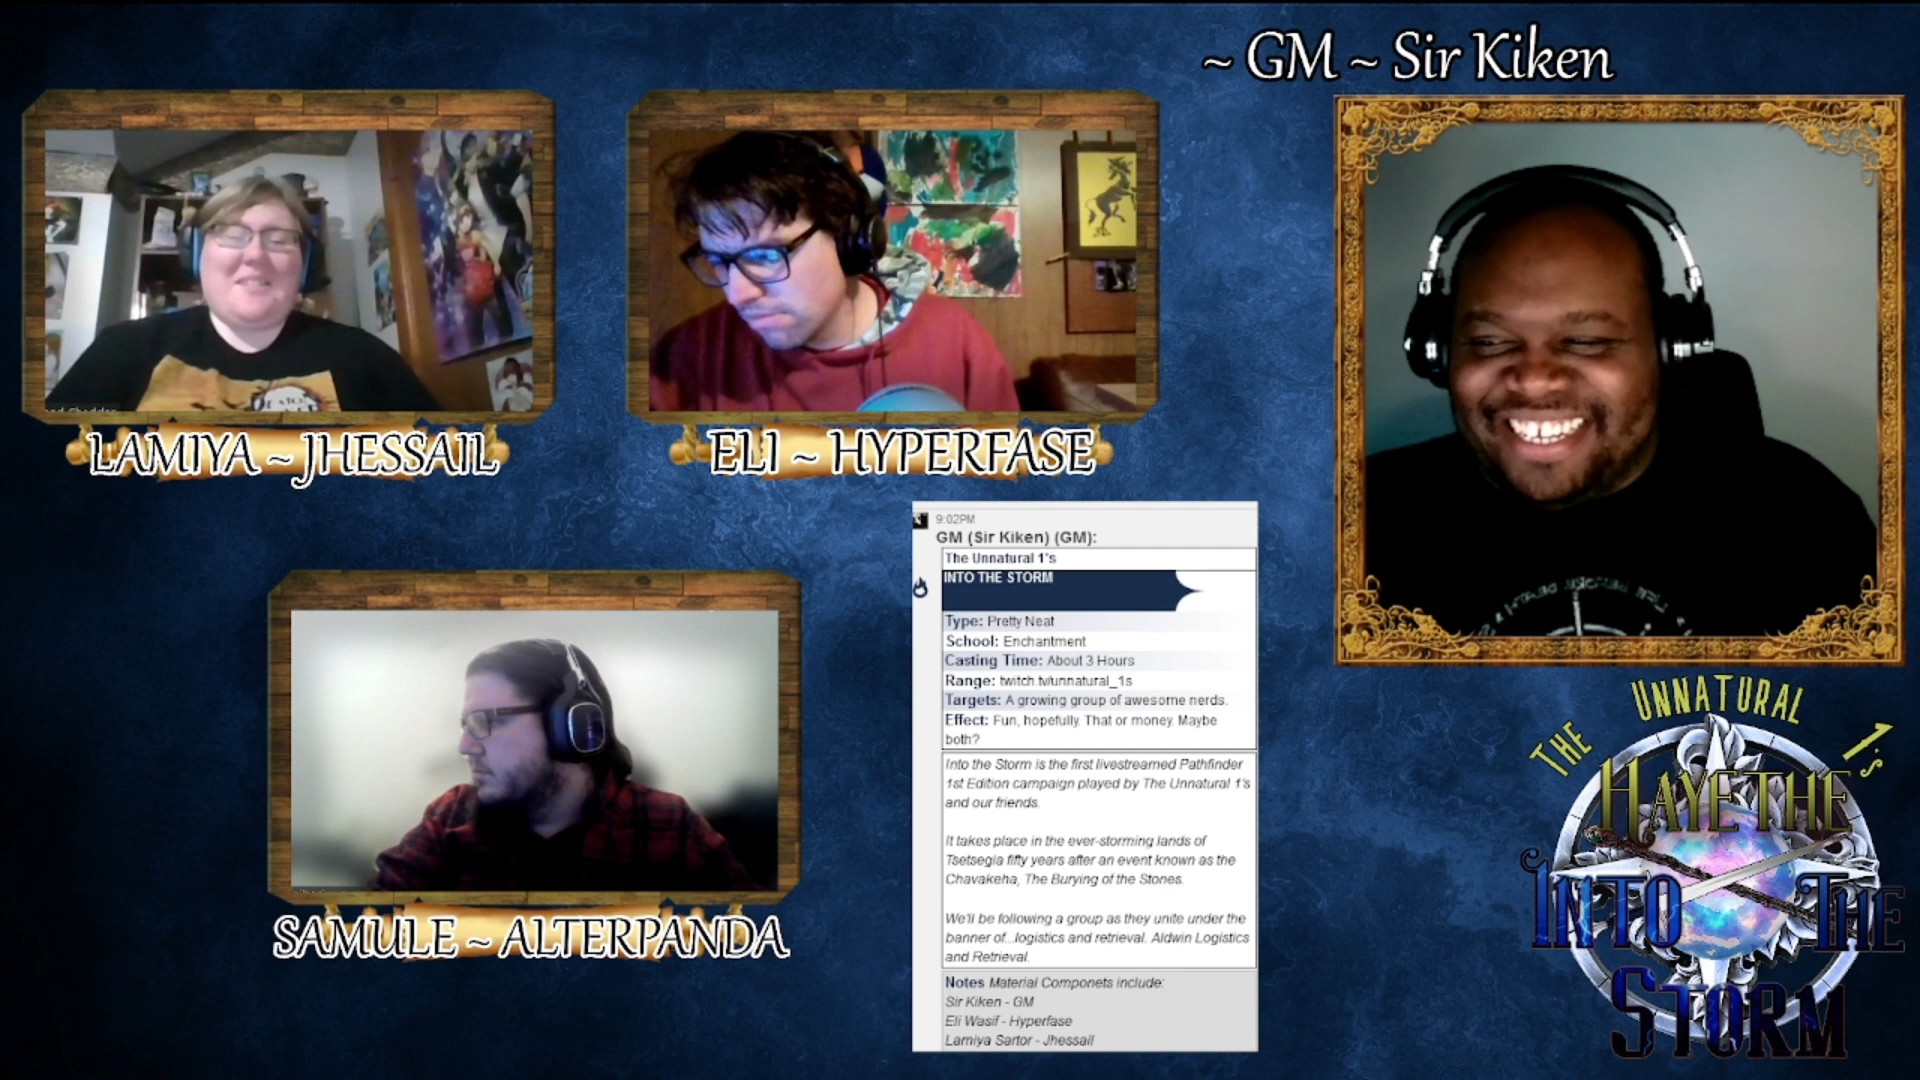 ~ GM ~ Sir Kiken
LAMIYA ~ JHESSAIL
ELI ~ HYPERFASE
SAMULE ~ ALTERPANDA
9:02PM
GM (Sir Kiken) (GM):
The Unnatural 1's
INTO THE STORM
Type: Pretty Neat
School: Enchantment
Casting Time: About 3 Hours
Range: twitch.tv/unnatural_1s
Targets: A growing group of awesome nerds.
Effect: Fun, hopefully. That or money. Maybe
both?
Into the Storm is the first livestreamed Pathfinder
1st Edition campaign played by The Unnatural 1's
and our friends.
It takes place in the ever-storming lands of
Tsetsegia fifty years after an event known as the
Chavakeha, The Burying of the Stones.
We'll be following a group as they unite under the
banner of...logistics and retrieval. Aldwin Logistics
and Retrieval.
Notes Material Componets include:
Sir Kiken - GM
Eli Wasif - Hyperfase
Lamiya Sartor - Jhessail
THE UNNATURAL 1's
HAYETHE
INTO THE
STORM